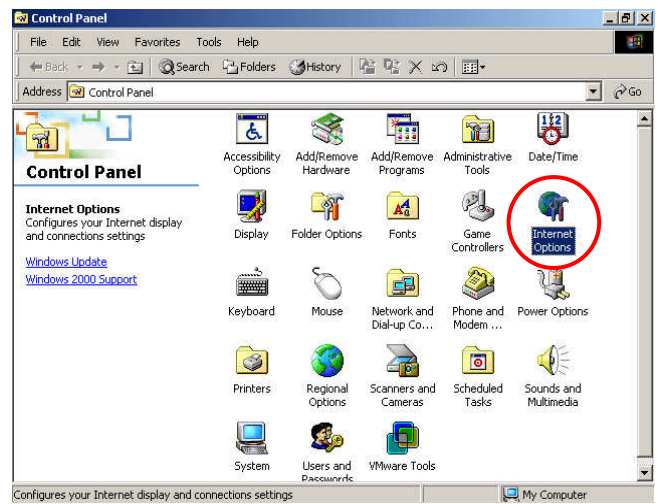 Control Panel
File Edit View Favorites Tools Help
Back Search Folders History
Address Control Panel Go
Control Panel
Internet Options
Configures your Internet display
and connections settings
Windows Update
Windows 2000 Support
Accessibility
Options
Add/Remove
Hardware
Add/Remove
Programs
Administrative
Tools
Date/Time
Display
Folder Options
Fonts
Game
Controllers
Internet
Options
Keyboard
Mouse
Network and
Dial-up Co...
Phone and
Modem ...
Power Options
Printers
Regional
Options
Scanners and
Cameras
Scheduled
Tasks
Sounds and
Multimedia
System
Users and
Passwords
VMware Tools
Configures your Internet display and connections settings
My Computer